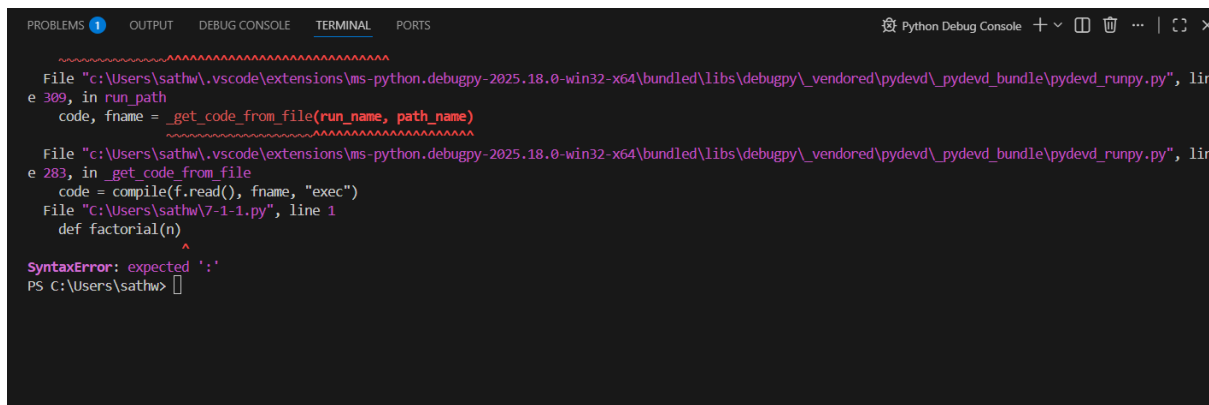 PROBLEMS 1 OUTPUT DEBUG CONSOLE TERMINAL PORTS Python Debug Console
~~~~~~~~~~~~~~~^^^^^^^^^^^^^^^^^^^^^^^^^^^^^
File "c:\Users\sathw\.vscode\extensions\ms-python.debugpy-2025.18.0-win32-x64\bundled\libs\debugpy\_vendored\pydevd\_pydevd_bundle\pydevd_runpy.py", lin
e 309, in run_path
code, fname = _get_code_from_file(run_name, path_name)
~~~~~~~~~~~~~~~~~~~^^^^^^^^^^^^^^^^^^^^^
File "c:\Users\sathw\.vscode\extensions\ms-python.debugpy-2025.18.0-win32-x64\bundled\libs\debugpy\_vendored\pydevd\_pydevd_bundle\pydevd_runpy.py", lin
e 283, in _get_code_from_file
code = compile(f.read(), fname, "exec")
File "C:\Users\sathw\7-1-1.py", line 1
def factorial(n)
^
SyntaxError: expected ':'
PS C:\Users\sathw>